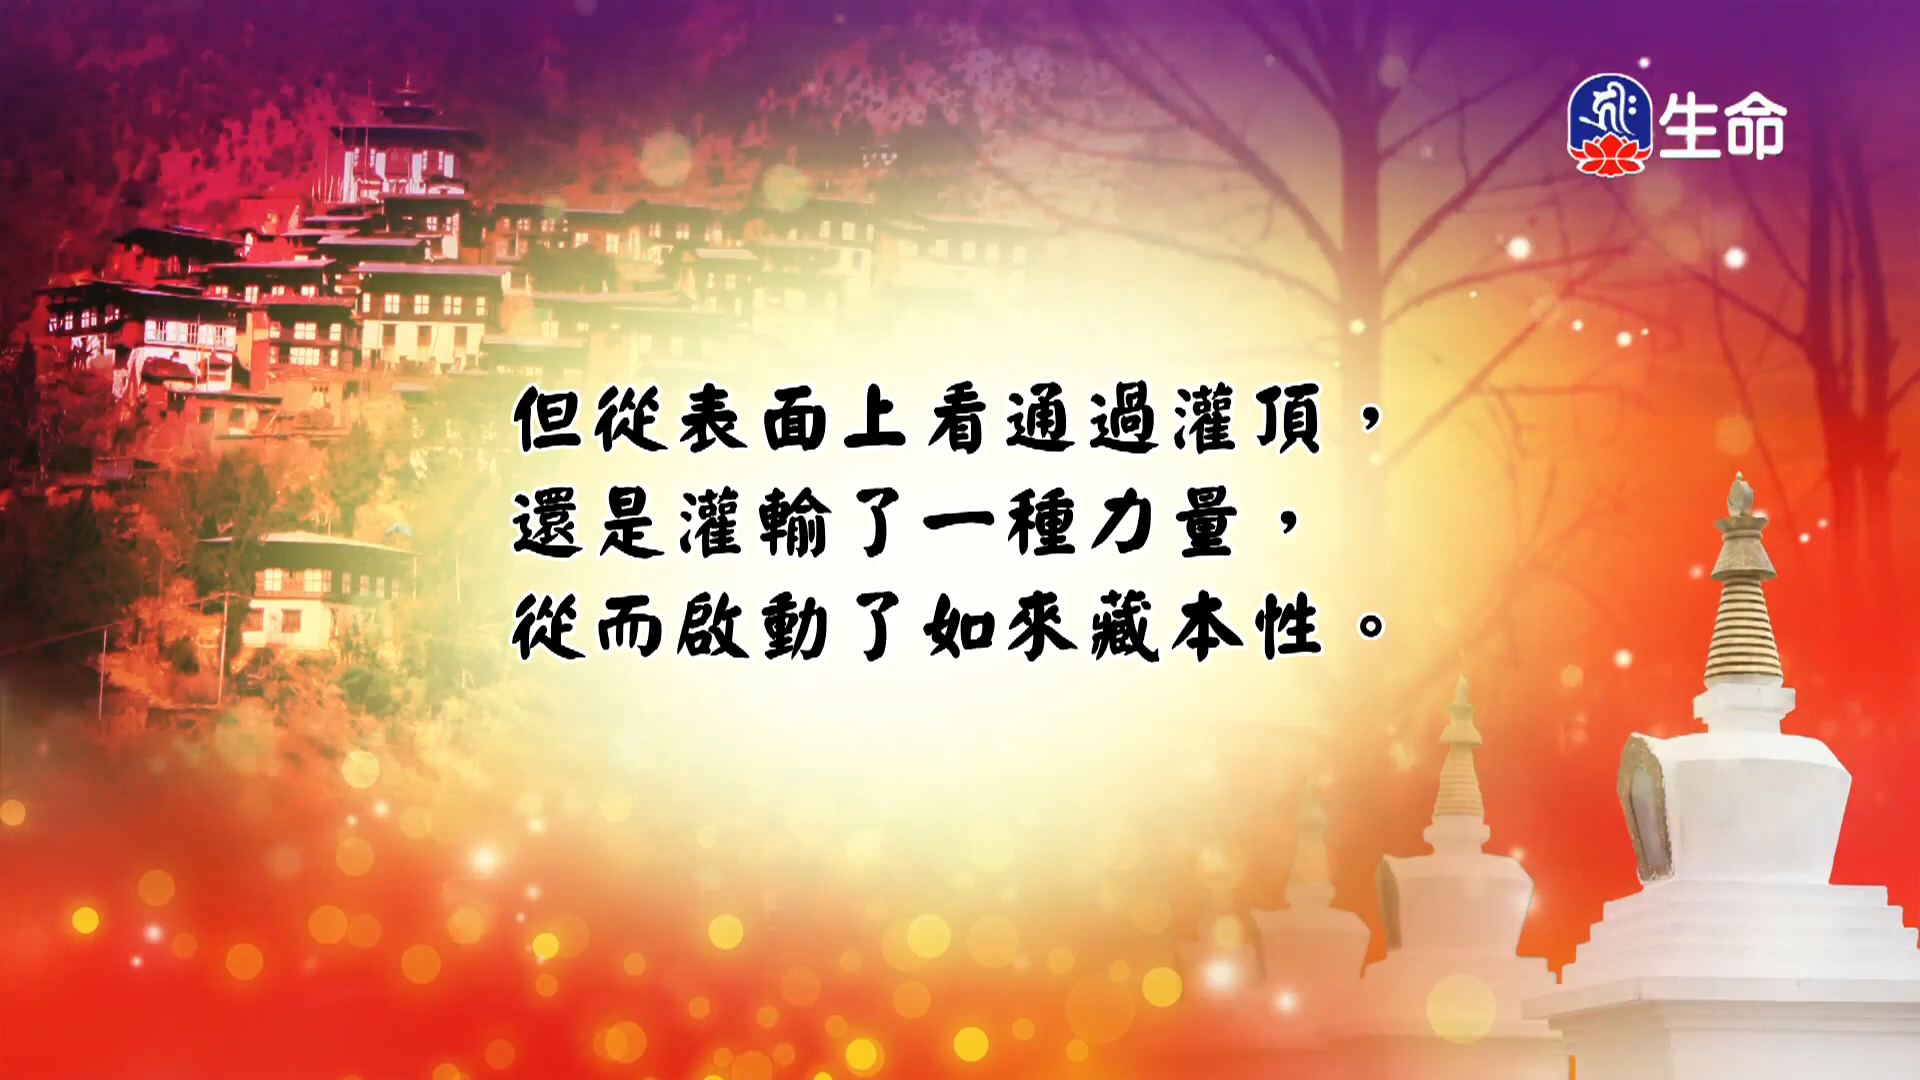 生命
但從表面上看通過灌頂，
還是灌輸了一種力量，
從而啟動了如來藏本性。